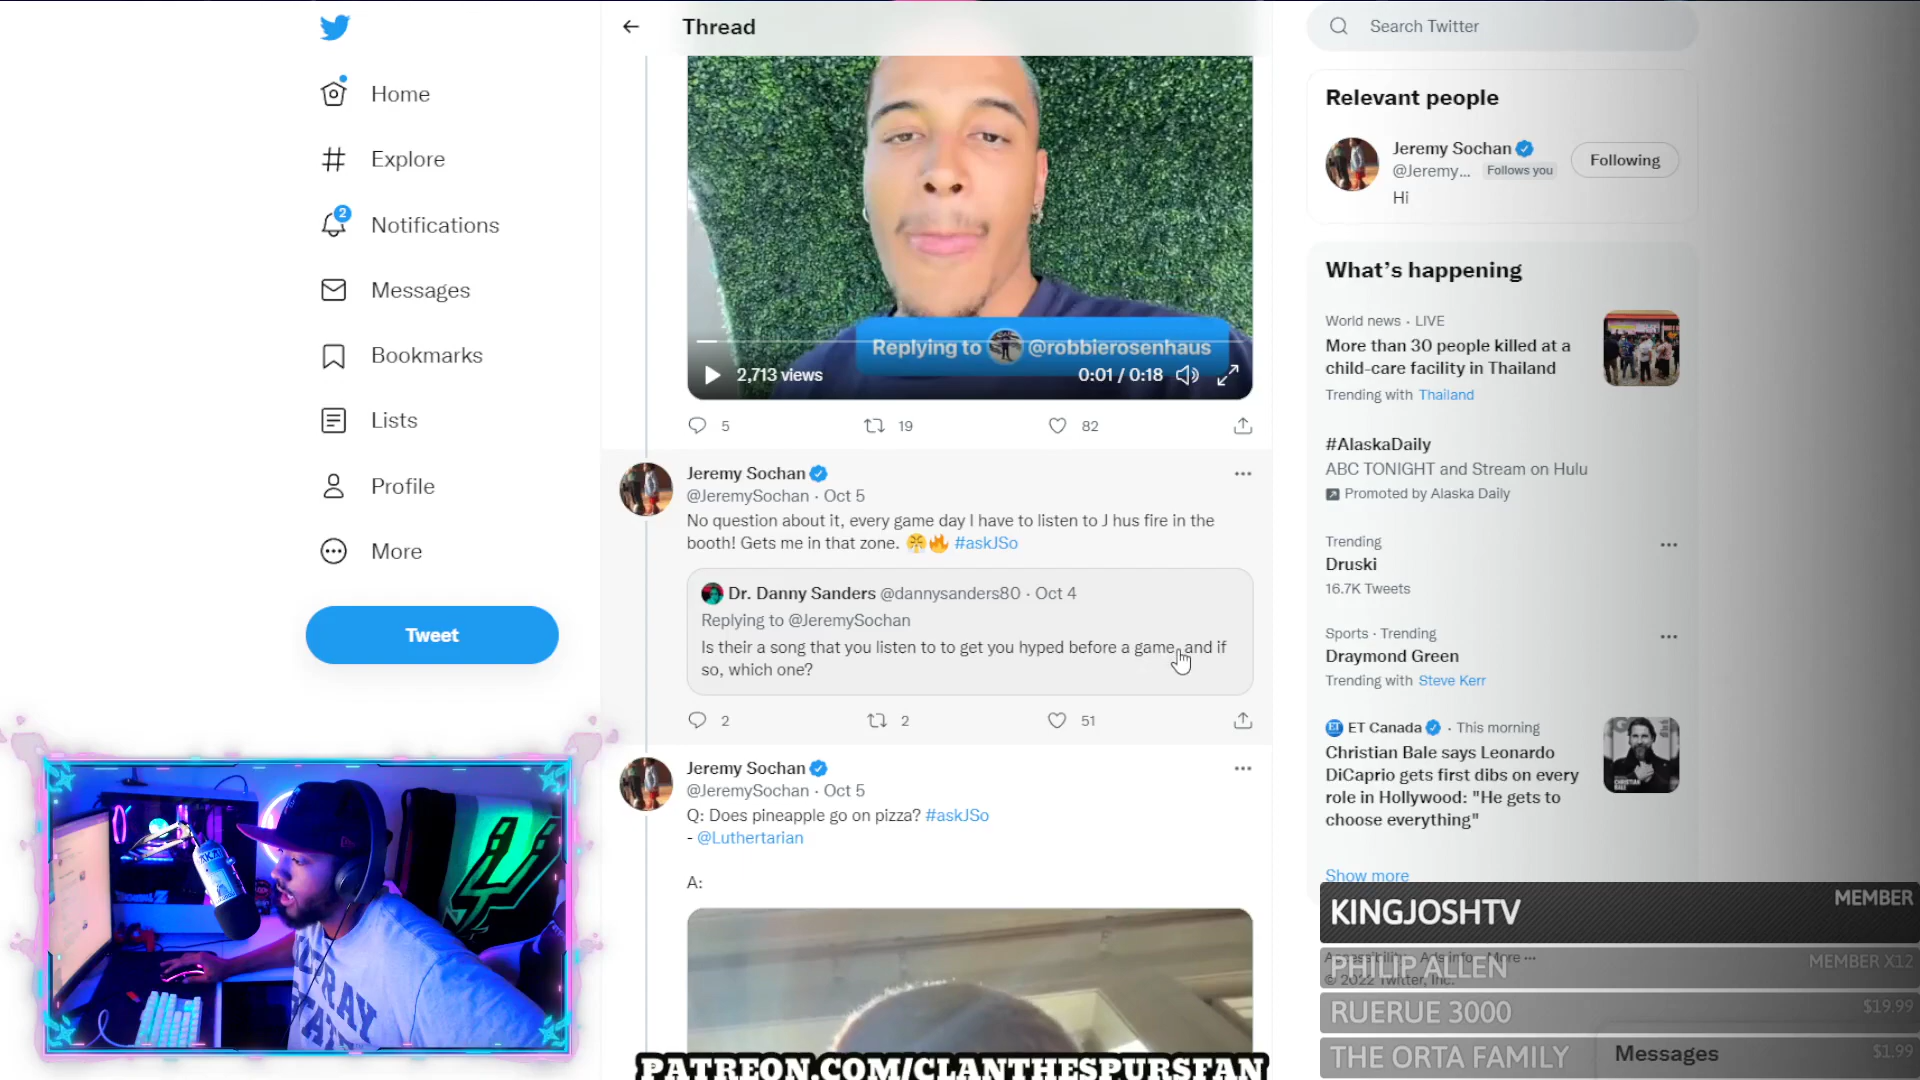 Thread
Search Twitter
Home
Explore
2
Notifications
Messages
Bookmarks
Lists
Profile
More
Tweet
Replying to @robbierosenhaus
2,713 views
0:01 / 0:18
5
19
82
Jeremy Sochan
@JeremySochan · Oct 5
No question about it, every game day I have to listen to J hus fire in the
booth! Gets me in that zone. 😤🔥 #askJSo
Dr. Danny Sanders @dannysanders80 · Oct 4
Replying to @JeremySochan
Is their a song that you listen to to get you hyped before a game, and if
so, which one?
2
2
51
Jeremy Sochan
@JeremySochan · Oct 5
Q: Does pineapple go on pizza? #askJSo
- @Luthertarian
A:
Relevant people
Jeremy Sochan
@Jeremy... Follows you
Following
Hi
What's happening
World news · LIVE
More than 30 people killed at a
child-care facility in Thailand
Trending with Thailand
#AlaskaDaily
ABC TONIGHT and Stream on Hulu
Promoted by Alaska Daily
Trending
Druski
16.7K Tweets
Sports · Trending
Draymond Green
Trending with Steve Kerr
ET Canada · This morning
Christian Bale says Leonardo
DiCaprio gets first dibs on every
role in Hollywood: "He gets to
choose everything"
Show more
KINGJOSHTV MEMBER
Accessibility Ads info More ···
PHILIP ALLEN MEMBER X12
© 2022 Twitter, Inc.
RUERUE 3000 $19.99
THE ORTA FAMILY $1.99
Messages
AKAI
PATREON.COM/CLANTHESPURSFAN